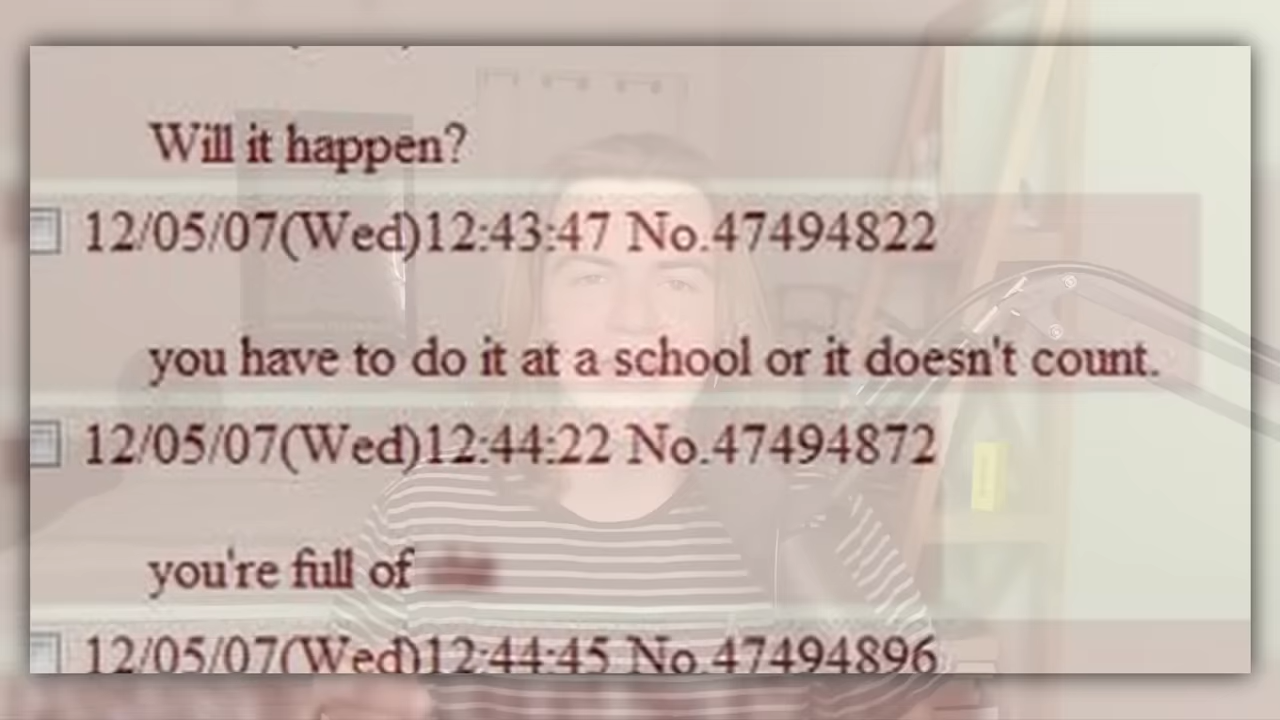 Will it happen?
12/05/07(Wed)12:43:47 No.47494822
you have to do it at a school or it doesn't count.
12/05/07(Wed)12:44:22 No.47494872
you're full of
12/05/07(Wed)12:44:45 No.47494896